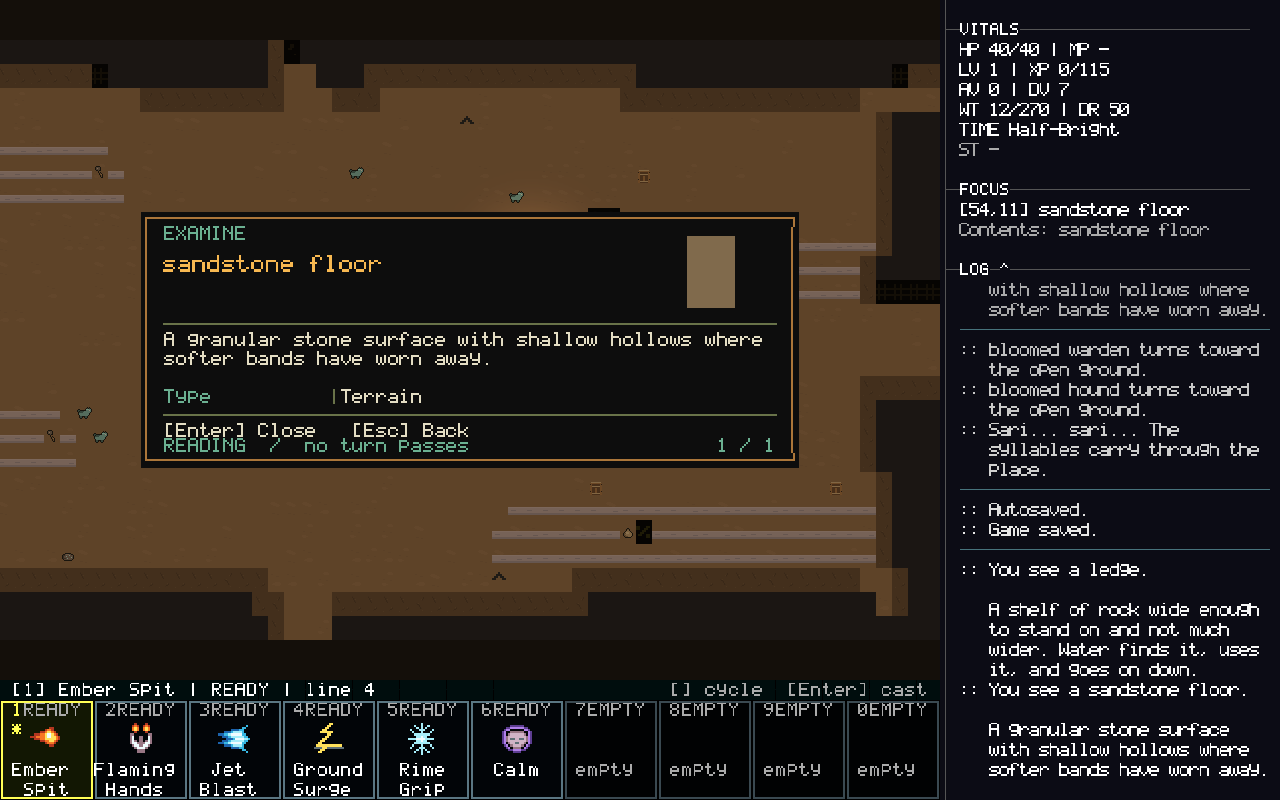 VITALS
HP 40/40 | MP -
LV 1 | XP 0/115
AV 0 | DV 7
WT 12/270 | DR 50
TIME Half-Bright
ST -
FOCUS
[54,11] sandstone floor
Contents: sandstone floor
LOG ^
with shallow hollows where
softer bands have worn away.
:: bloomed warden turns toward
the open ground.
:: bloomed hound turns toward
the open ground.
:: Sari... sari... The
syllables carry through the
place.
:: Autosaved.
:: Game saved.
:: You see a ledge.
A shelf of rock wide enough
to stand on and not much
wider. Water finds it, uses
it, and goes on down.
:: You see a sandstone floor.
A granular stone surface
with shallow hollows where
softer bands have worn away.
EXAMINE
sandstone floor
A granular stone surface with shallow hollows where
softer bands have worn away.
Type |Terrain
[Enter] Close [Esc] Back
READING / no turn passes 1 / 1
[1] Ember Spit | READY | line 4 [] cycle [Enter] cast
1READY 2READY 3READY 4READY 5READY 6READY 7EMPTY 8EMPTY 9EMPTY 0EMPTY
*
Ember Flaming Jet Ground Rime Calm empty empty empty empty
Spit Hands Blast Surge Grip